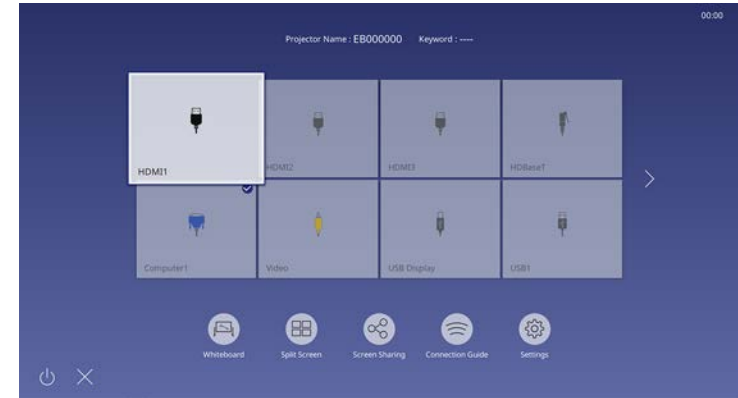 00:00
Projector Name : EB000000 Keyword : ----
HDMI1 HDMI2 HDMI3 HDBaseT
Computer1 Video USB Display USB1
Whiteboard Split Screen Screen Sharing Connection Guide Settings